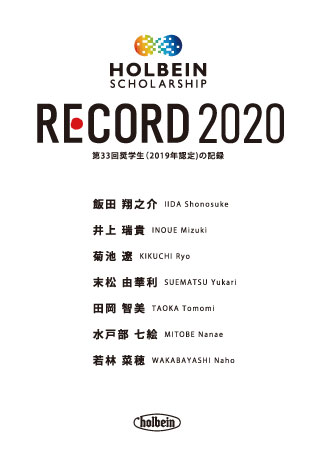 HOLBEIN
SCHOLARSHIP
RECORD 2020
第33回奨学生(2019年認定)の記録
飯田 翔之介 IIDA Shonosuke
井上 瑞貴 INOUE Mizuki
菊池 遼 KIKUCHI Ryo
末松 由華利 SUEMATSU Yukari
田岡 智美 TAOKA Tomomi
水戸部 七絵 MITOBE Nanae
若林 菜穂 WAKABAYASHI Naho
holbein